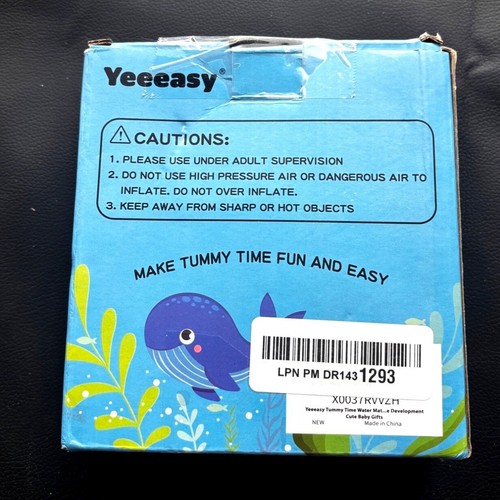 Yeeeasy®
CAUTIONS:
1. PLEASE USE UNDER ADULT SUPERVISION
2. DO NOT USE HIGH PRESSURE AIR OR DANGEROUS AIR TO
INFLATE. DO NOT OVER INFLATE.
3. KEEP AWAY FROM SHARP OR HOT OBJECTS
MAKE TUMMY TIME FUN AND EASY
LPN PM DR1431293
X0037RVVZH
Yeeeasy Tummy Time Water Mat...e Development
Cute Baby Gifts
NEW Made in China